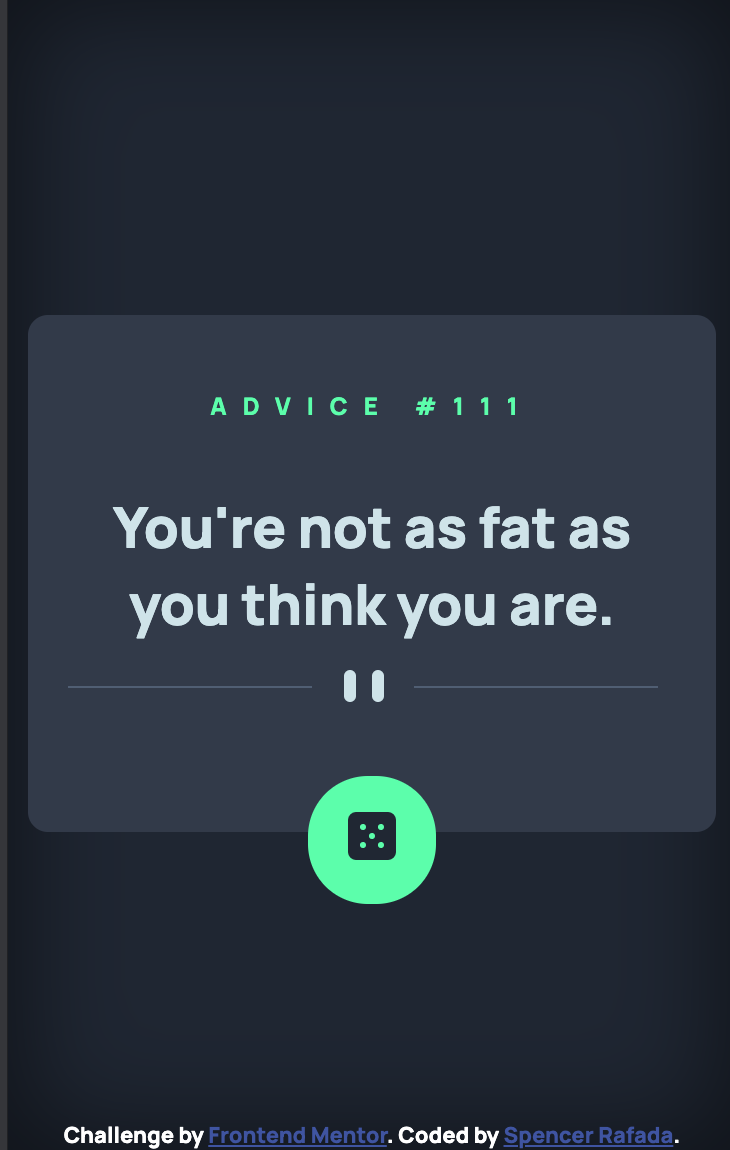 ADVICE #111
You're not as fat as
you think you are.
Challenge by Frontend Mentor. Coded by Spencer Rafada.